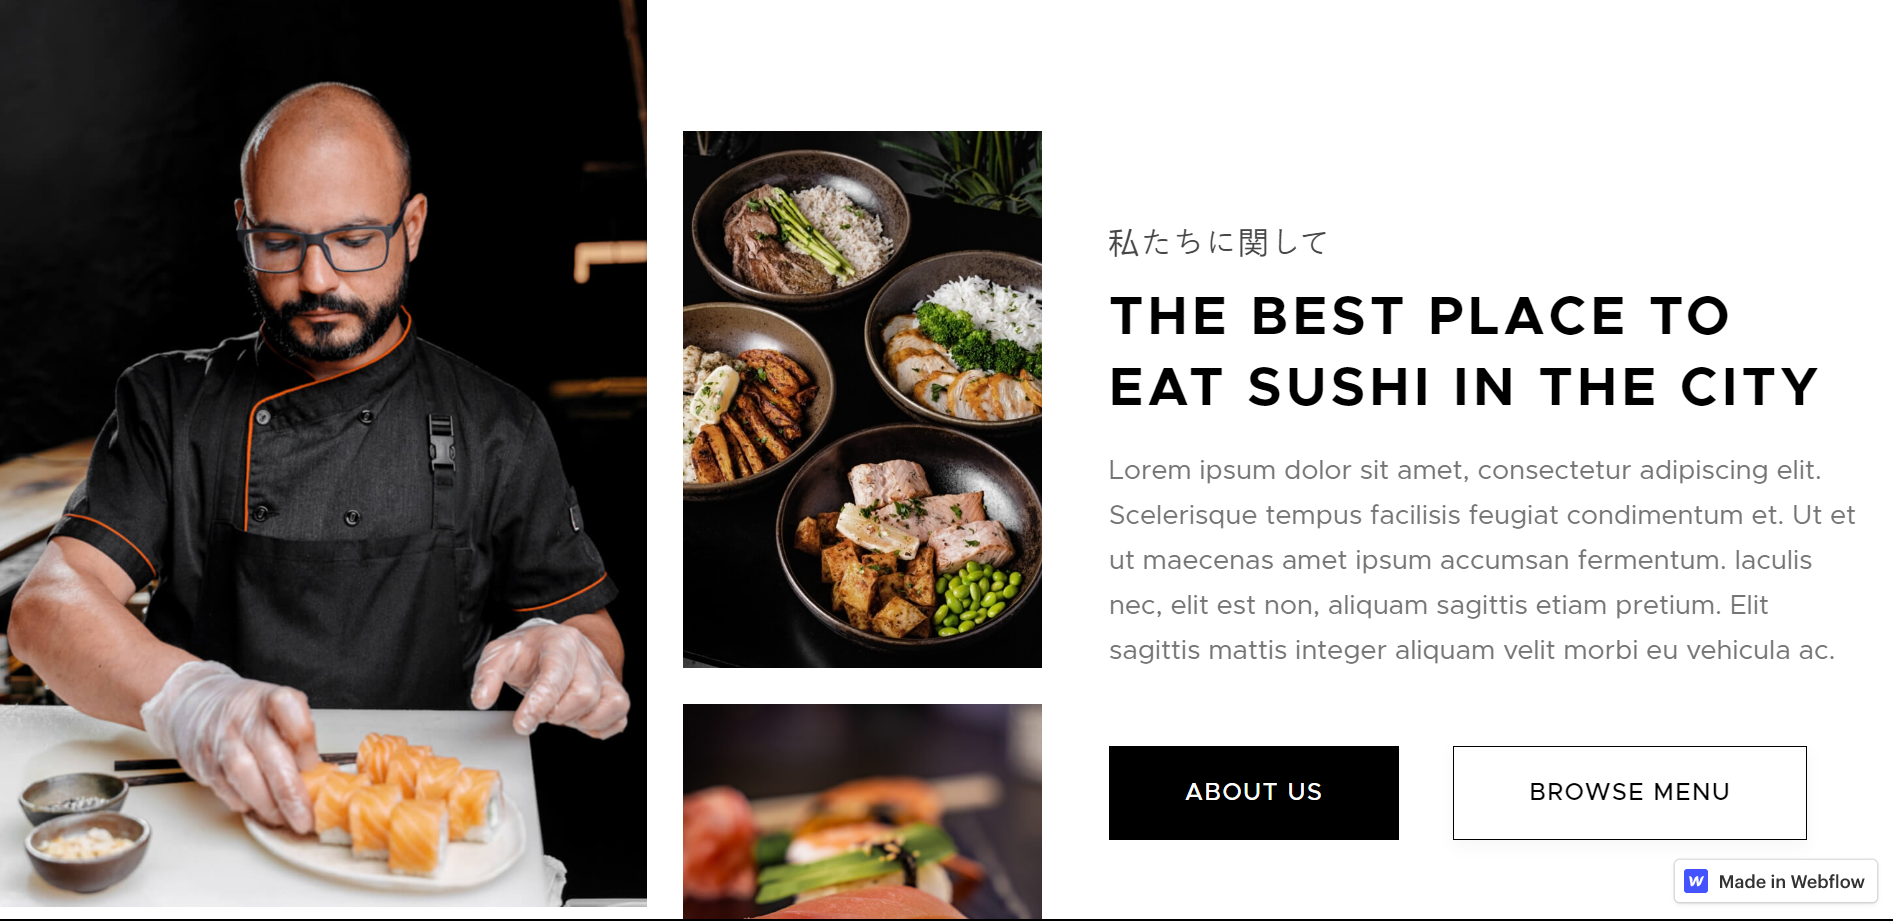 私たちに関して
THE BEST PLACE TO
EAT SUSHI IN THE CITY
Lorem ipsum dolor sit amet, consectetur adipiscing elit.
Scelerisque tempus facilisis feugiat condimentum et. Ut et
ut maecenas amet ipsum accumsan fermentum. Iaculis
nec, elit est non, aliquam sagittis etiam pretium. Elit
sagittis mattis integer aliquam velit morbi eu vehicula ac.
ABOUT US
BROWSE MENU
Made in Webflow